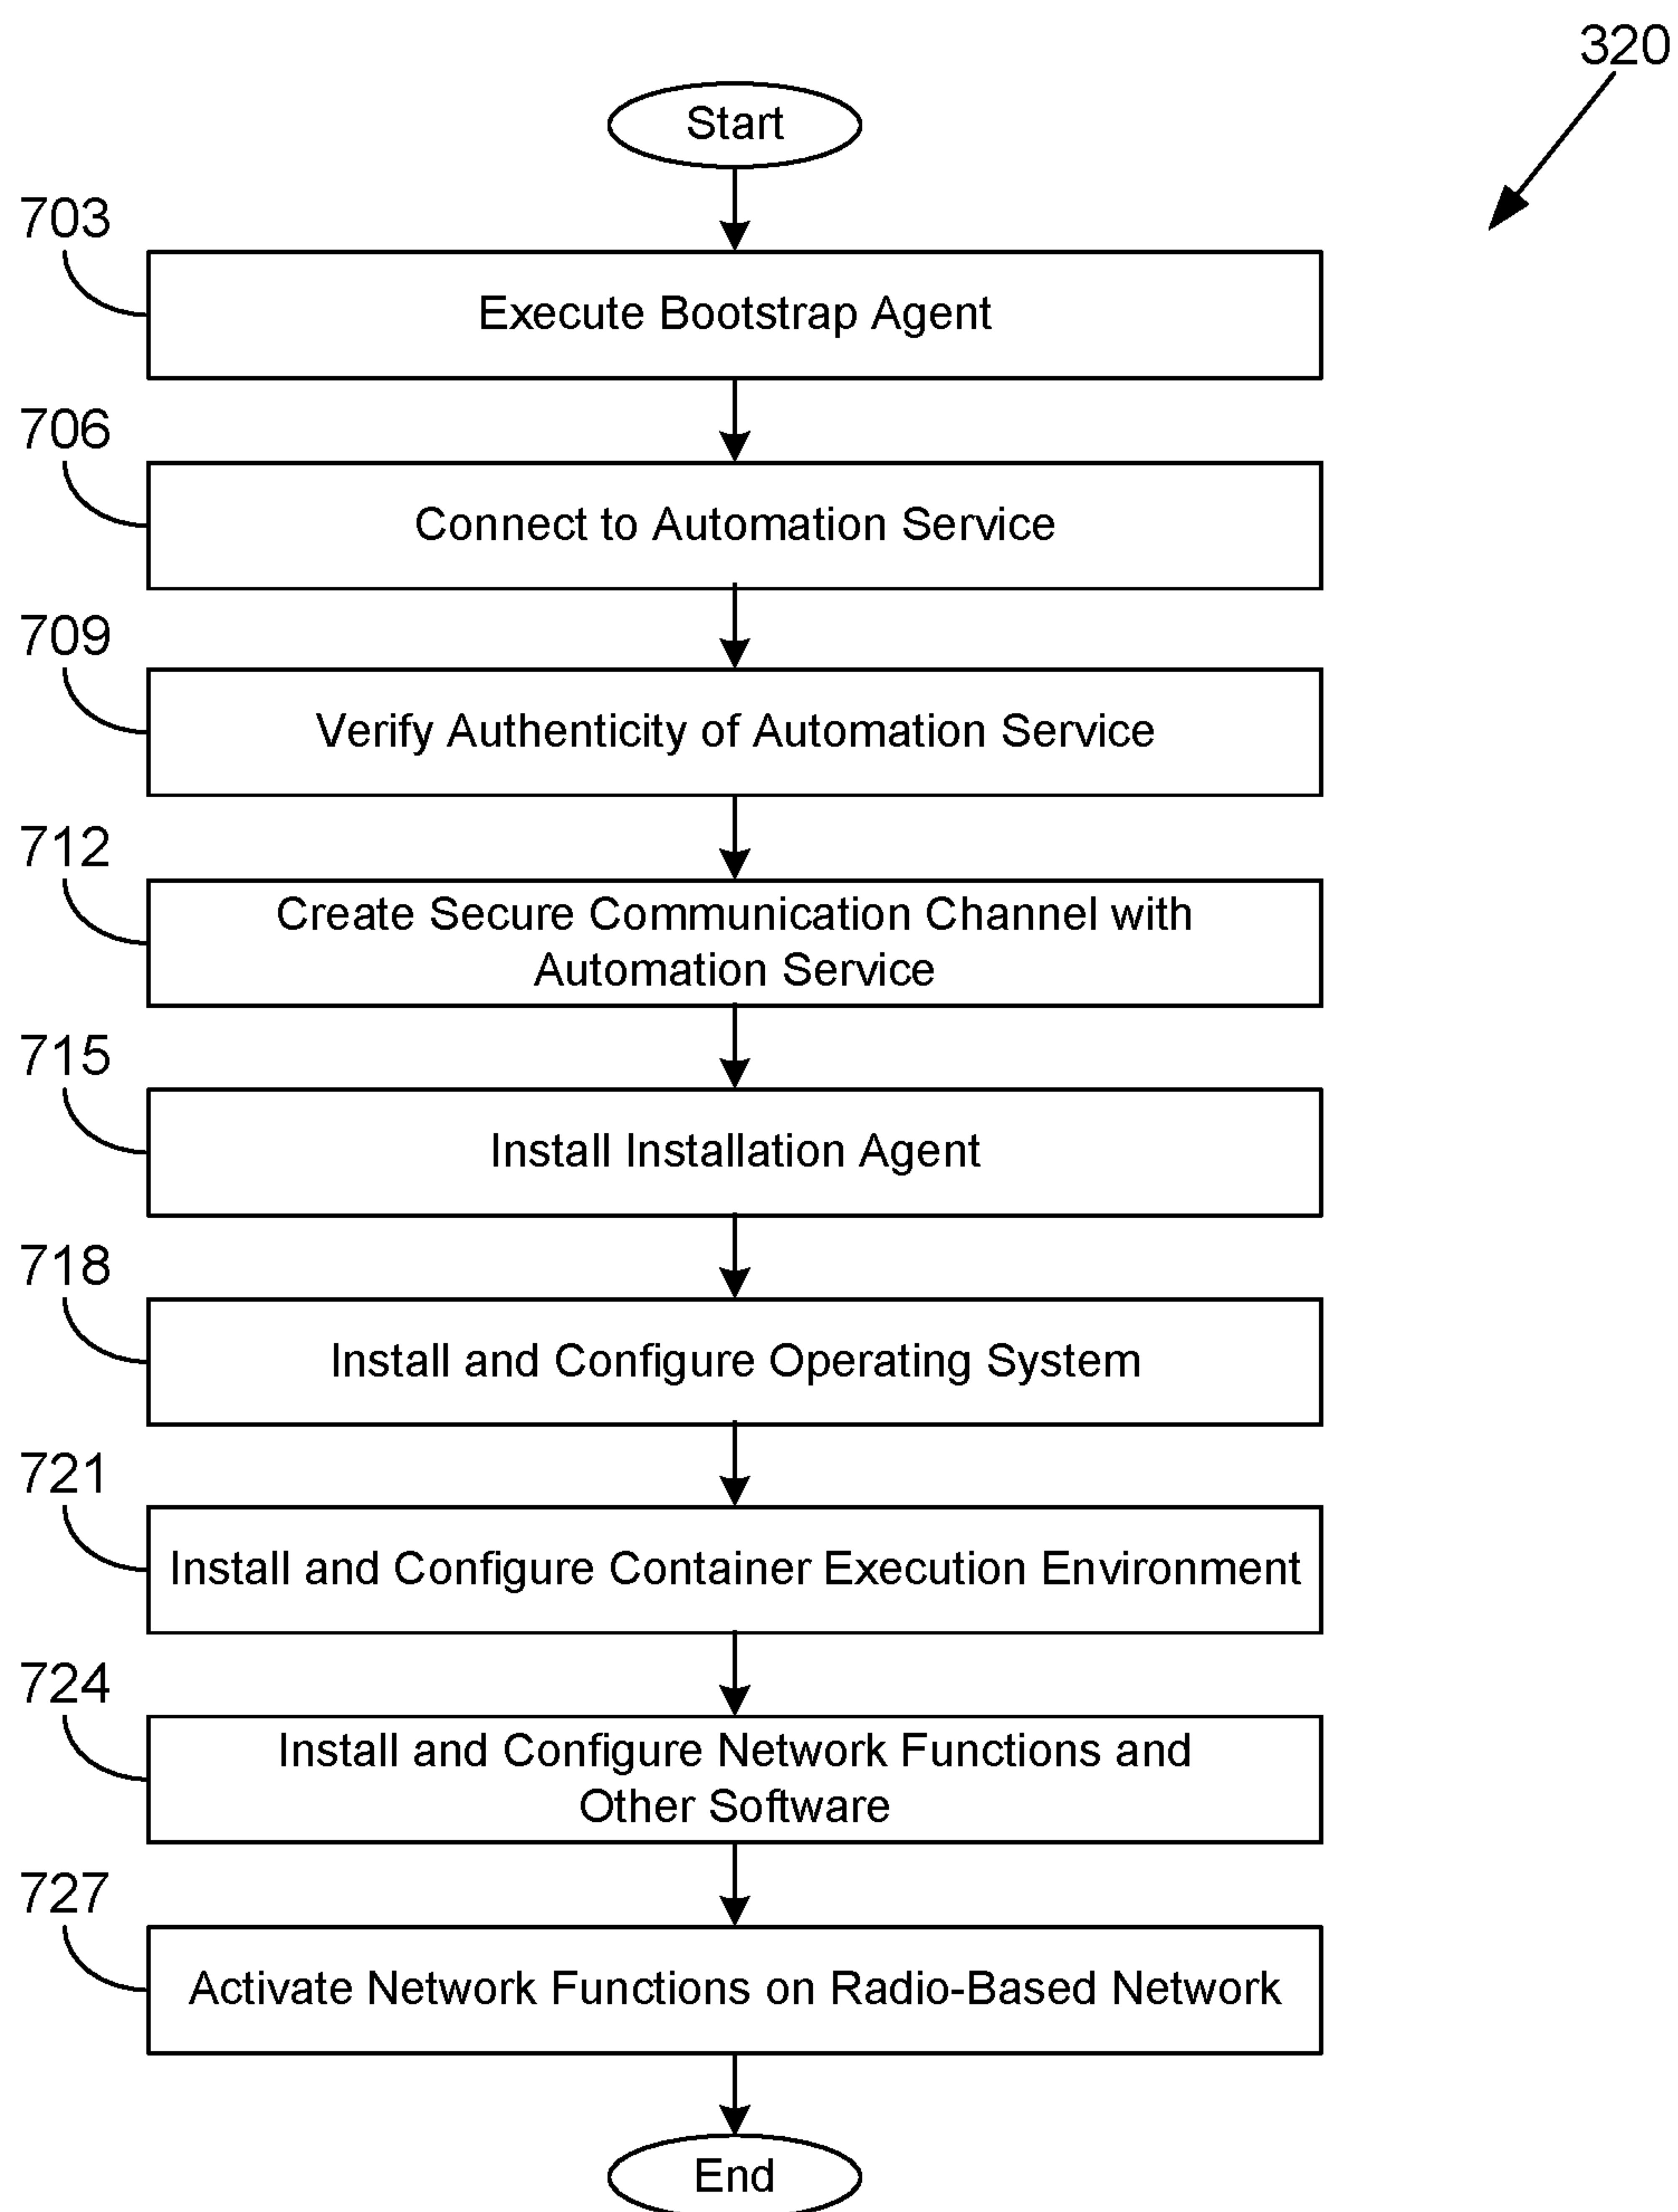 320
Start
703
Execute Bootstrap Agent
706
Connect to Automation Service
709
Verify Authenticity of Automation Service
712
Create Secure Communication Channel with
Automation Service
715
Install Installation Agent
718
Install and Configure Operating System
721
Install and Configure Container Execution Environment
724
Install and Configure Network Functions and
Other Software
727
Activate Network Functions on Radio-Based Network
End